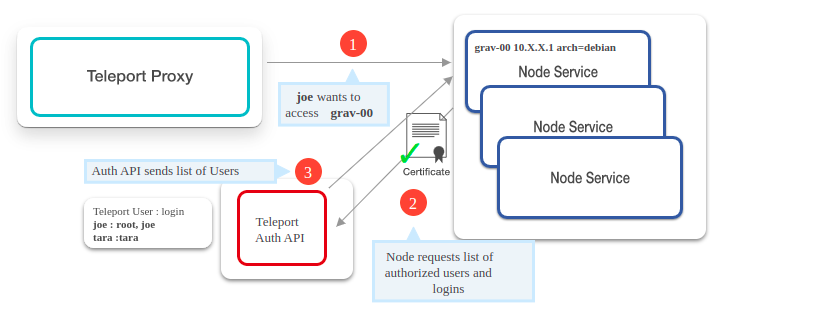 Teleport Proxy
1
joe wants to
access grav-00
grav-00 10.X.X.1 arch=debian
Node Service
Node Service
Node Service
Certificate
2
Node requests list of
authorized users and
logins
3
Auth API sends list of Users
Teleport User : login
joe : root, joe
tara :tara
Teleport
Auth API